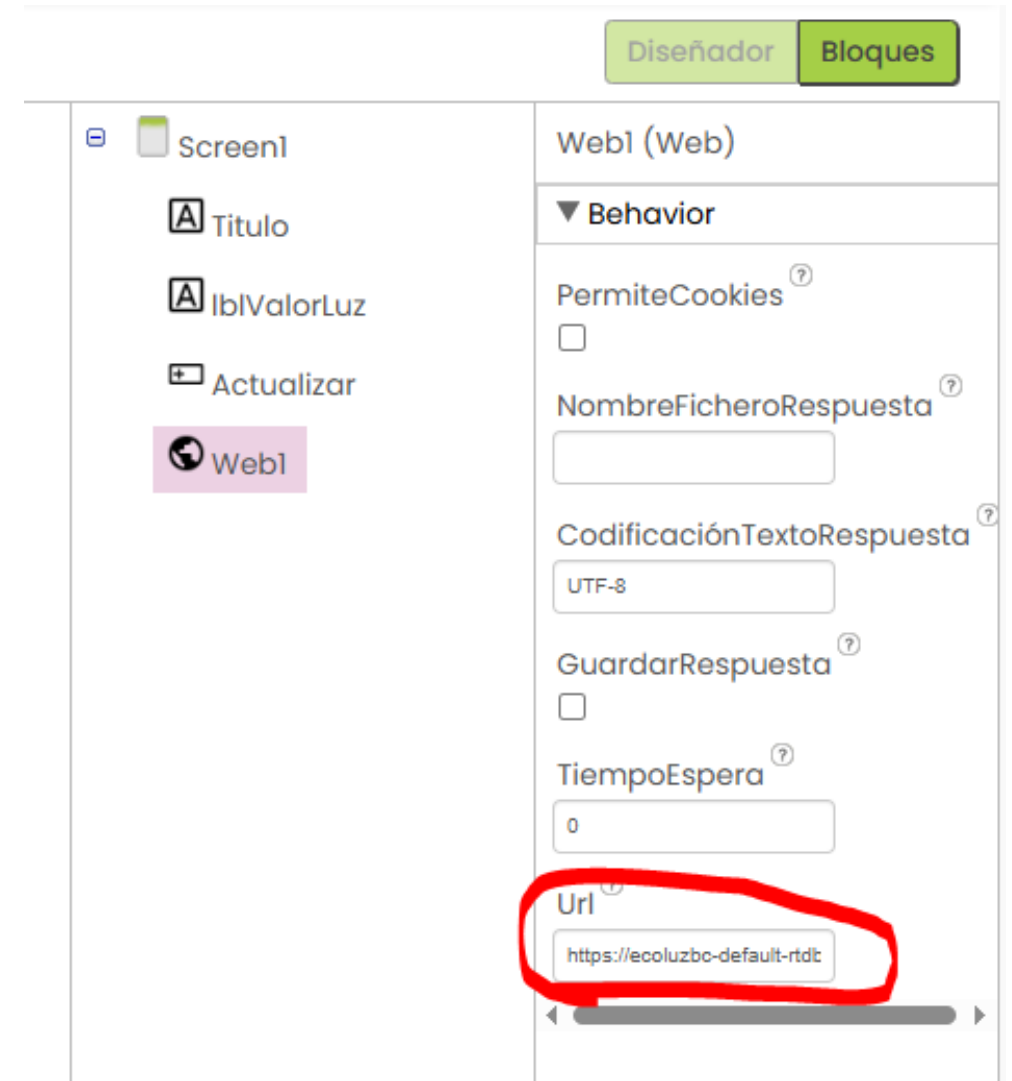 Diseñador Bloques
Screen1
Titulo
lblValorLuz
Actualizar
Web1
Web1 (Web)
Behavior
PermiteCookies ?
NombreFicheroRespuesta ?
CodificaciónTextoRespuesta ?
UTF-8
GuardarRespuesta ?
TiempoEspera ?
0
Url ?
https://ecoluzbc-default-rtdb